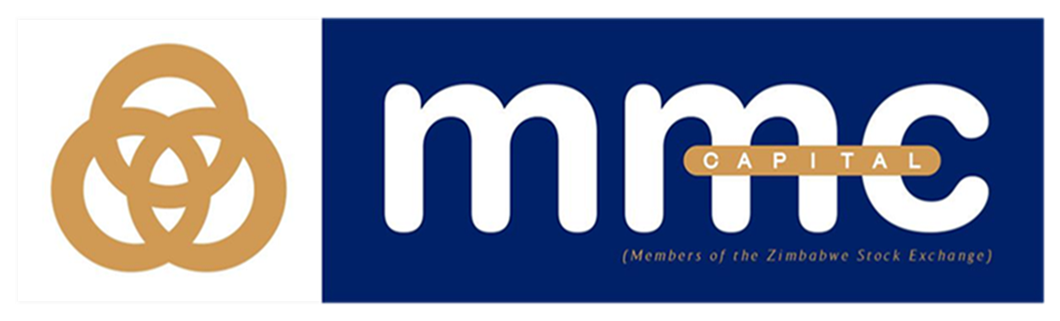 mmc
CAPITAL
(Members of the Zimbabwe Stock Exchange)